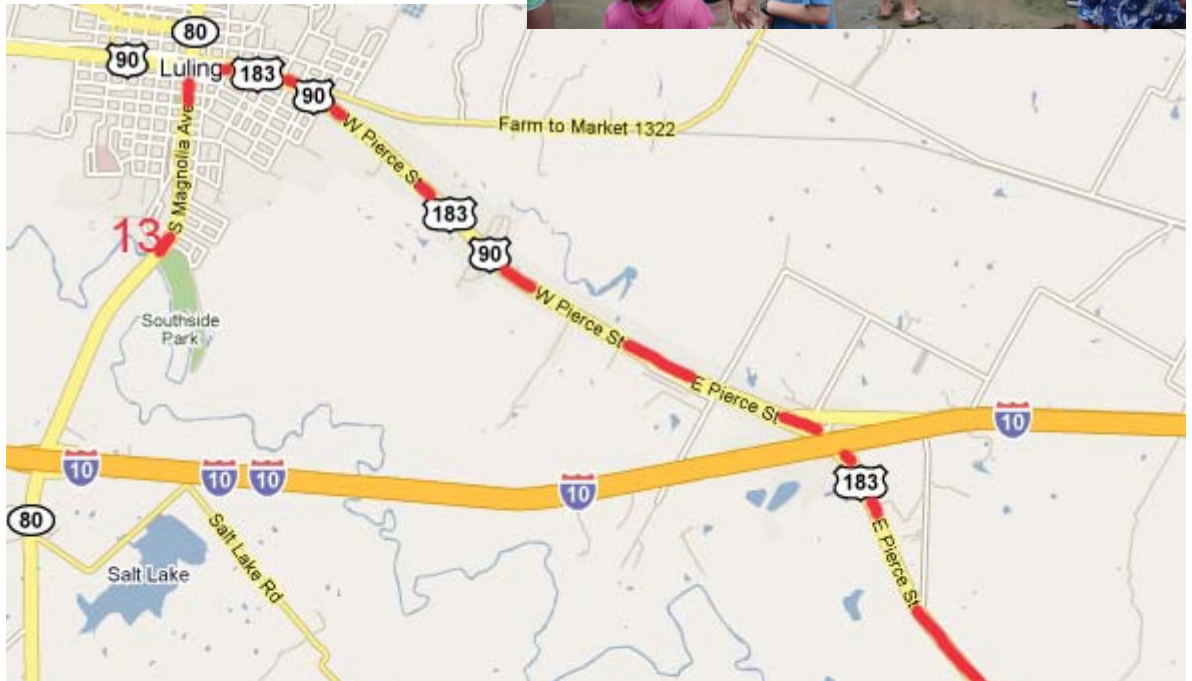 80
90
Luling
183
90
Farm to Market 1322
W Pierce St
S Magnolia Ave
183
13
90
W Pierce St
Southside
Park
E Pierce St
10
10
10
10
10
183
80
Salt Lake Rd
E Pierce St
Salt Lake